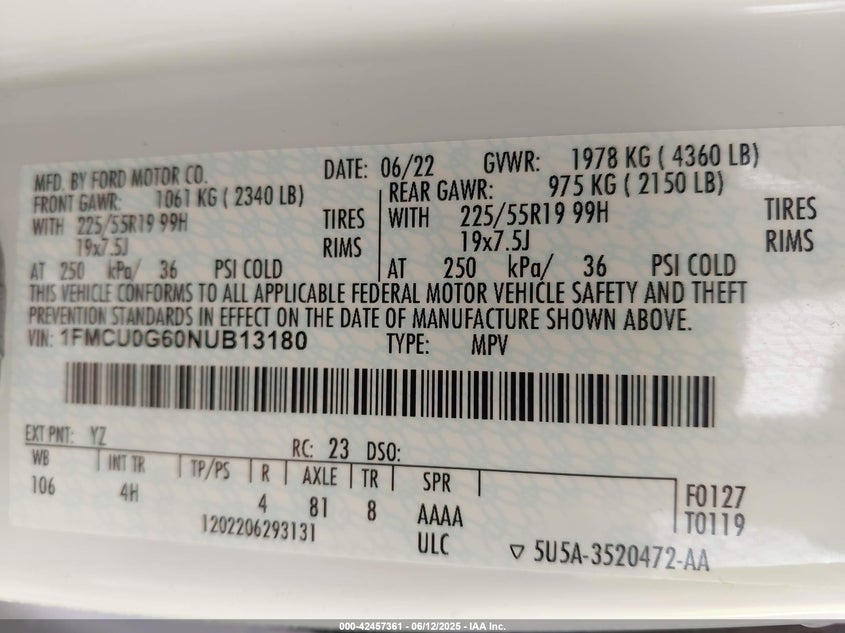 MFD. BY FORD MOTOR CO. DATE: 06/22 GVWR: 1978 KG ( 4360 LB)
FRONT GAWR: 1061 KG ( 2340 LB) REAR GAWR: 975 KG ( 2150 LB)
WITH 225/55R19 99H TIRES WITH 225/55R19 99H TIRES
19x7.5J RIMS 19x7.5J RIMS
AT 250 kPa/ 36 PSI COLD AT 250 kPa/ 36 PSI COLD
THIS VEHICLE CONFORMS TO ALL APPLICABLE FEDERAL MOTOR VEHICLE SAFETY AND THEFT
PREVENTION STANDARDS IN EFFECT ON THE DATE OF MANUFACTURE SHOWN ABOVE.
VIN: 1FMCU0G60NUB13180 TYPE: MPV
EXT PNT: YZ RC: 23 DSO:
WB INT TR TP/PS R AXLE TR SPR
106 4H 4 81 8 AAAA F0127
1202206293131 ULC T0119
▽ 5U5A-3520472-AA
000-42457361 - 06/12/2025 - IAA Inc.